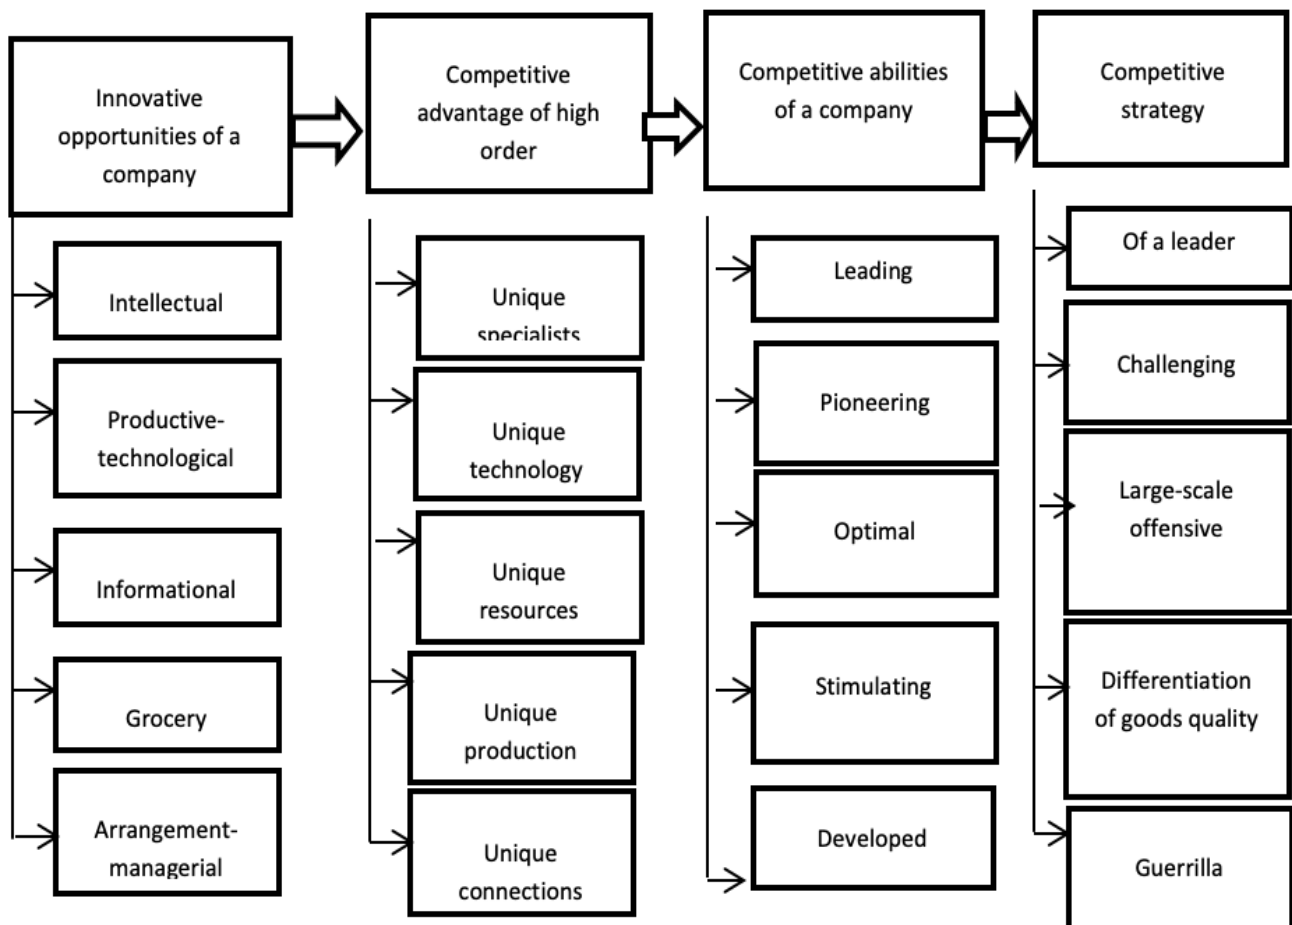 Innovative
opportunities of a
company
Competitive
advantage of high
order
Competitive abilities
of a company
Competitive
strategy
Intellectual
Productive-
technological
Informational
Grocery
Arrangement-
managerial
Unique
specialists
Unique
technology
Unique
resources
Unique
production
Unique
connections
Leading
Pioneering
Optimal
Stimulating
Developed
Of a leader
Challenging
Large-scale
offensive
Differentiation
of goods quality
Guerrilla